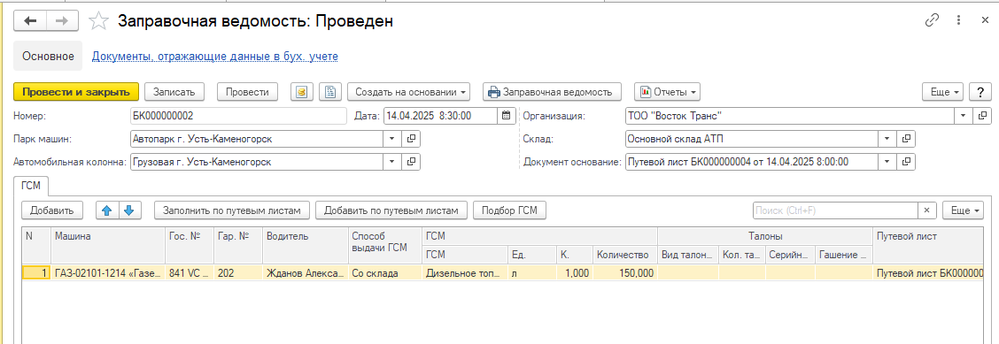 Заправочная ведомость: Проведен
Основное Документы, отражающие данные в бух. учете
Провести и закрыть Записать Провести Создать на основании Заправочная ведомость Отчеты Еще ?
Номер: БК000000002 Дата: 14.04.2025 8:30:00 Организация: ТОО "Восток Транс"
Парк машин: Автопарк г. Усть-Каменогорск Склад: Основной склад АТП
Автомобильная колонна: Грузовая г. Усть-Каменогорск Документ основание: Путевой лист БК000000004 от 14.04.2025 8:00:00
ГСМ
Добавить Заполнить по путевым листам Добавить по путевым листам Подбор ГСМ Поиск (Ctrl+F) × Еще
N Машина Гос. № Гар. № Водитель Способ выдачи ГСМ ГСМ Талоны Путевой лист
ГСМ Ед. К. Количество Вид талон... Кол. та... Серийн... Гашение ...
1 ГАЗ-02101-1214 «Газе... 841 VC ... 202 Жданов Алекса... Со склада Дизельное топ... л 1,000 150,000 Путевой лист БК000000